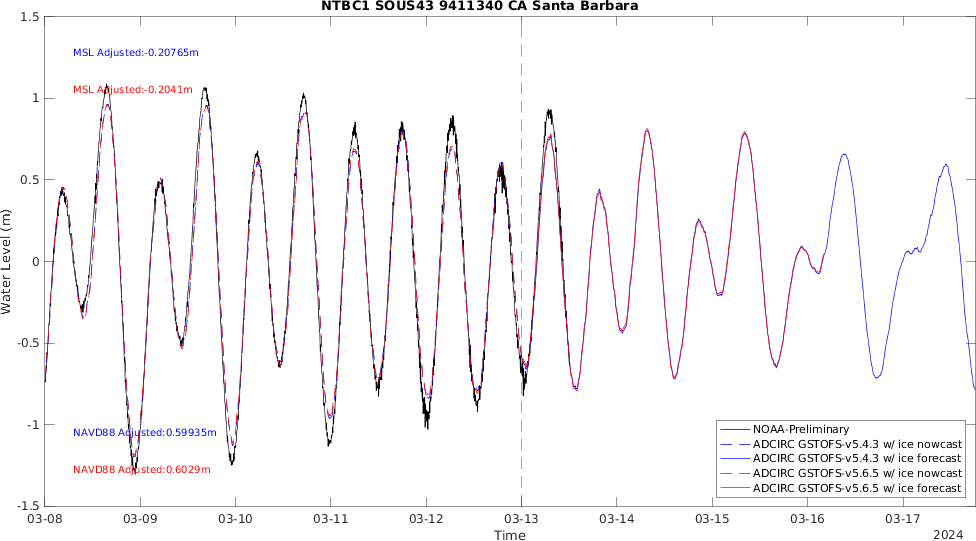 NTBC1 SOUS43 9411340 CA Santa Barbara
1.5
MSL Adjusted:-0.20765m
1
MSL Adjusted:-0.2041m
0.5
Water Level (m)
0
-0.5
-1
NAVD88 Adjusted:0.59935m
NAVD88 Adjusted:0.6029m
-1.5
NOAA-Preliminary
ADCIRC GSTOFS-v5.4.3 w/ ice nowcast
ADCIRC GSTOFS-v5.4.3 w/ ice forecast
ADCIRC GSTOFS-v5.6.5 w/ ice nowcast
ADCIRC GSTOFS-v5.6.5 w/ ice forecast
03-08 03-09 03-10 03-11 03-12 03-13 03-14 03-15 03-16 03-17
Time
2024